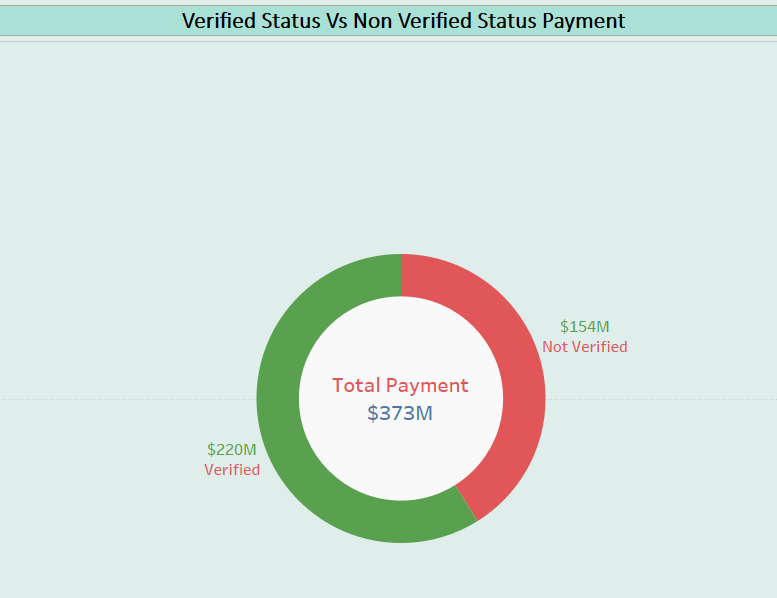 Verified Status Vs Non Verified Status Payment
$154M
Not Verified
Total Payment
$373M
$220M
Verified